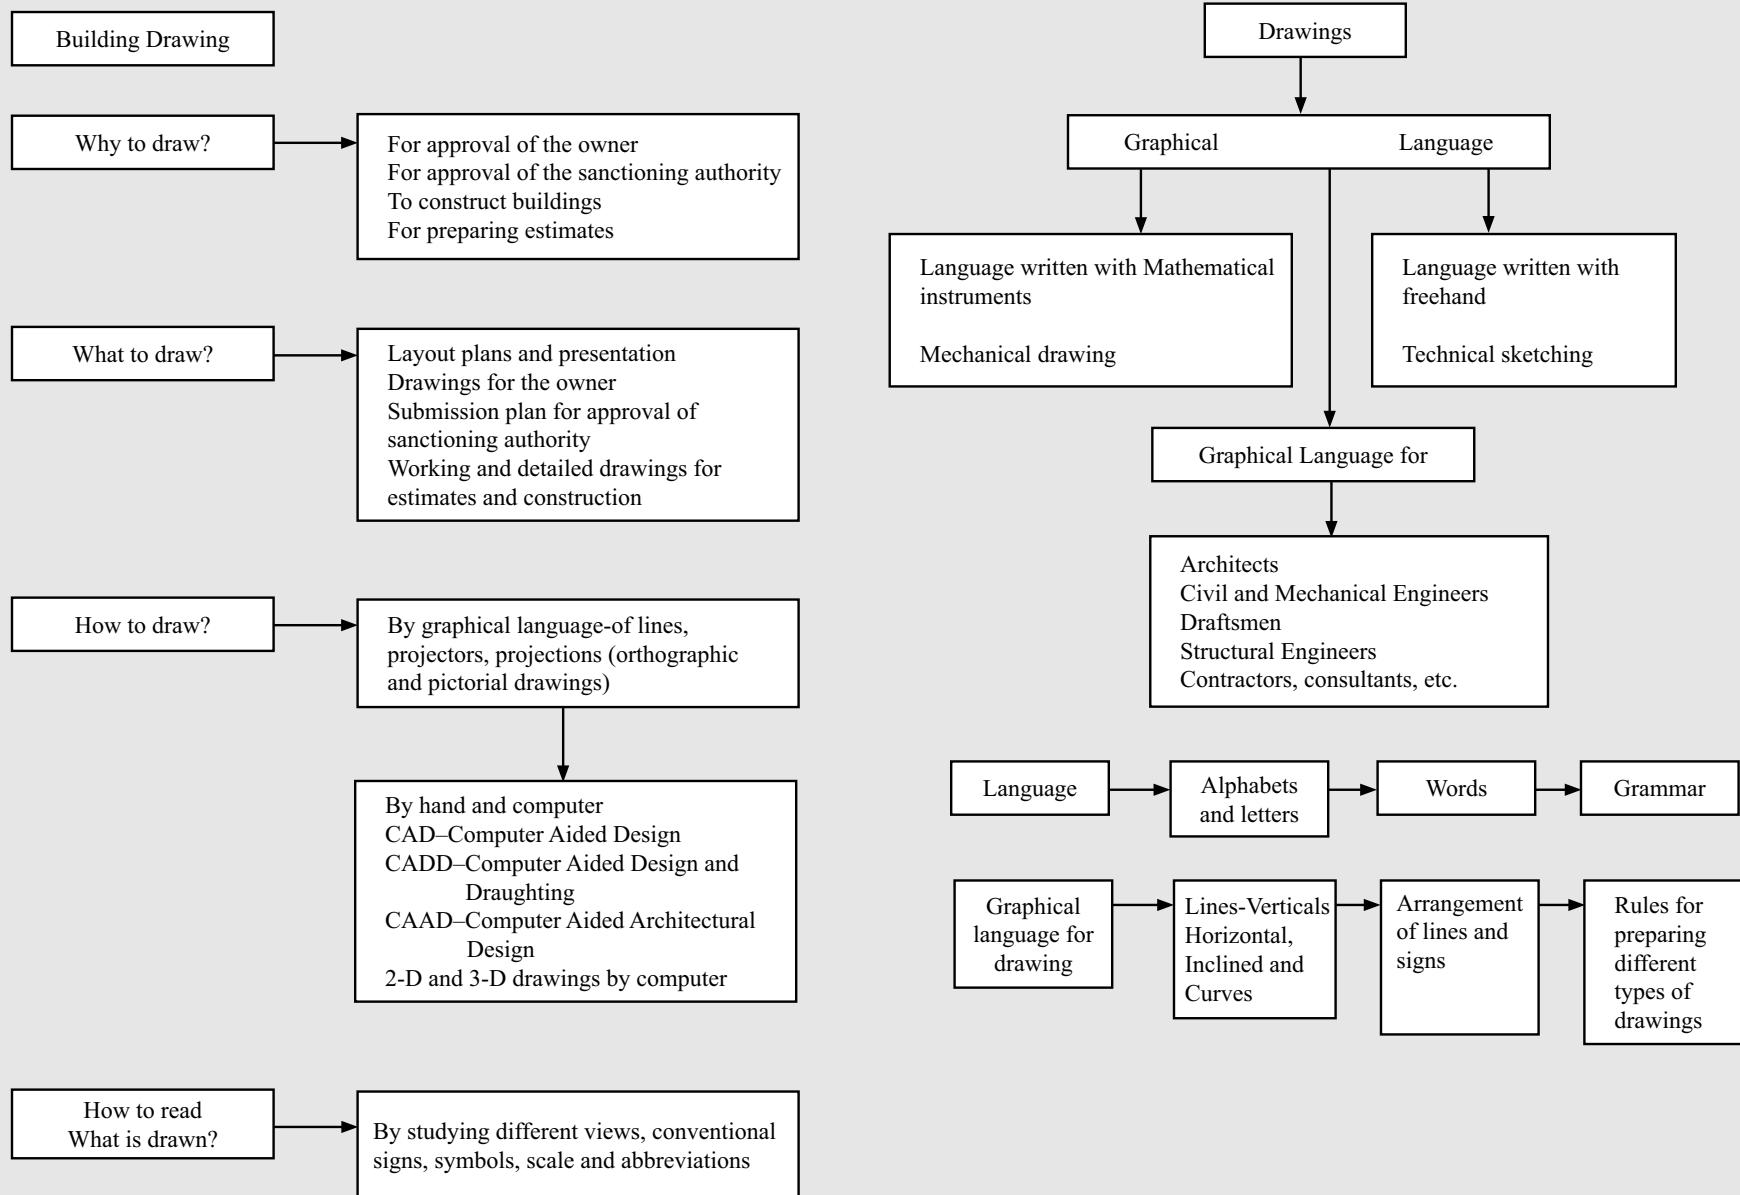 Building Drawing
Why to draw?
For approval of the owner
For approval of the sanctioning authority
To construct buildings
For preparing estimates
What to draw?
Layout plans and presentation
Drawings for the owner
Submission plan for approval of
sanctioning authority
Working and detailed drawings for
estimates and construction
How to draw?
By graphical language-of lines,
projectors, projections (orthographic
and pictorial drawings)
By hand and computer
CAD–Computer Aided Design
CADD–Computer Aided Design and
Draughting
CAAD–Computer Aided Architectural
Design
2-D and 3-D drawings by computer
How to read
What is drawn?
By studying different views, conventional
signs, symbols, scale and abbreviations
Drawings
Graphical Language
Language written with Mathematical
instruments
Mechanical drawing
Language written with
freehand
Technical sketching
Graphical Language for
Architects
Civil and Mechanical Engineers
Draftsmen
Structural Engineers
Contractors, consultants, etc.
Language
Alphabets
and letters
Words
Grammar
Graphical
language for
drawing
Lines-Verticals
Horizontal,
Inclined and
Curves
Arrangement
of lines and
signs
Rules for
preparing
different
types of
drawings